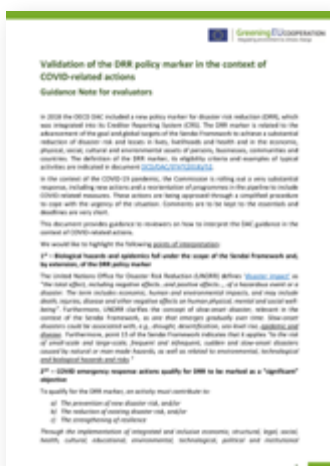 Greening EU COOPERATION
Validation of the DRR policy marker in the context of
COVID-related actions
Guidance Note for evaluators
In 2018 the OECD DAC included a new policy marker for disaster risk reduction (DRR), which
was integrated into its Creditor Reporting System (CRS). The DRR marker is related to the
advancement of the goal and global targets of the Sendai Framework to achieve a substantial
reduction of disaster risk and losses in lives, livelihoods and health and in the economic,
physical, social, cultural and environmental assets of persons, businesses, communities and
countries. The definition of the DRR marker, its eligibility criteria and examples of typical
activities are indicated in document
In the context of the COVID-19 pandemic, the Commission is rolling out a very substantial
response, including new actions and a reorientation of programmes in the pipeline to include
COVID-related measures. These actions are being approved through a simplified procedure
to cope with the urgency of the situation. Comments are to be kept to the essentials and
deadlines are very short.
This document provides guidance to reviewers on how to interpret the DAC guidance in the
context of COVID-related actions.
We would like to highlight the following points of interpretation:
1st – Biological hazards and epidemics fall under the scope of the Sendai Framework and,
by extension, of the DRR policy marker
The United Nations Office for Disaster Risk Reduction (UNDRR) defines 'disaster impact' as
"the total effect, including negative effects and positive effects of a hazardous event or a
disaster. The term includes economic, human and environmental impacts, and may include
death, injuries, disease and other negative effects on human physical, mental and social well-
being". Furthermore, UNDRR clarifies the concept of slow-onset disaster, relevant in the
context of the Sendai Framework, as one that emerges gradually over time. Slow-onset
disasters could be associated with, e.g., drought, desertification, sea-level rise, epidemic and
disease. Furthermore, point 15 of the Sendai Framework indicates that it applies "to the risk
of small-scale and large-scale, frequent and infrequent, sudden and slow-onset disasters
caused by natural or man-made hazards, as well as related to environmental, technological
and biological hazards and risks."
2nd – COVID emergency response actions qualify for DRR to be marked as a "significant"
objective
To qualify for the DRR marker, an activity must contribute to:
a) The prevention of new disaster risk, and/or
b) The reduction of existing disaster risk, and/or
c) The strengthening of resilience
Through the implementation of integrated and inclusive economic, structural, legal, social,
health, cultural, educational, environmental, technological, political and institutional